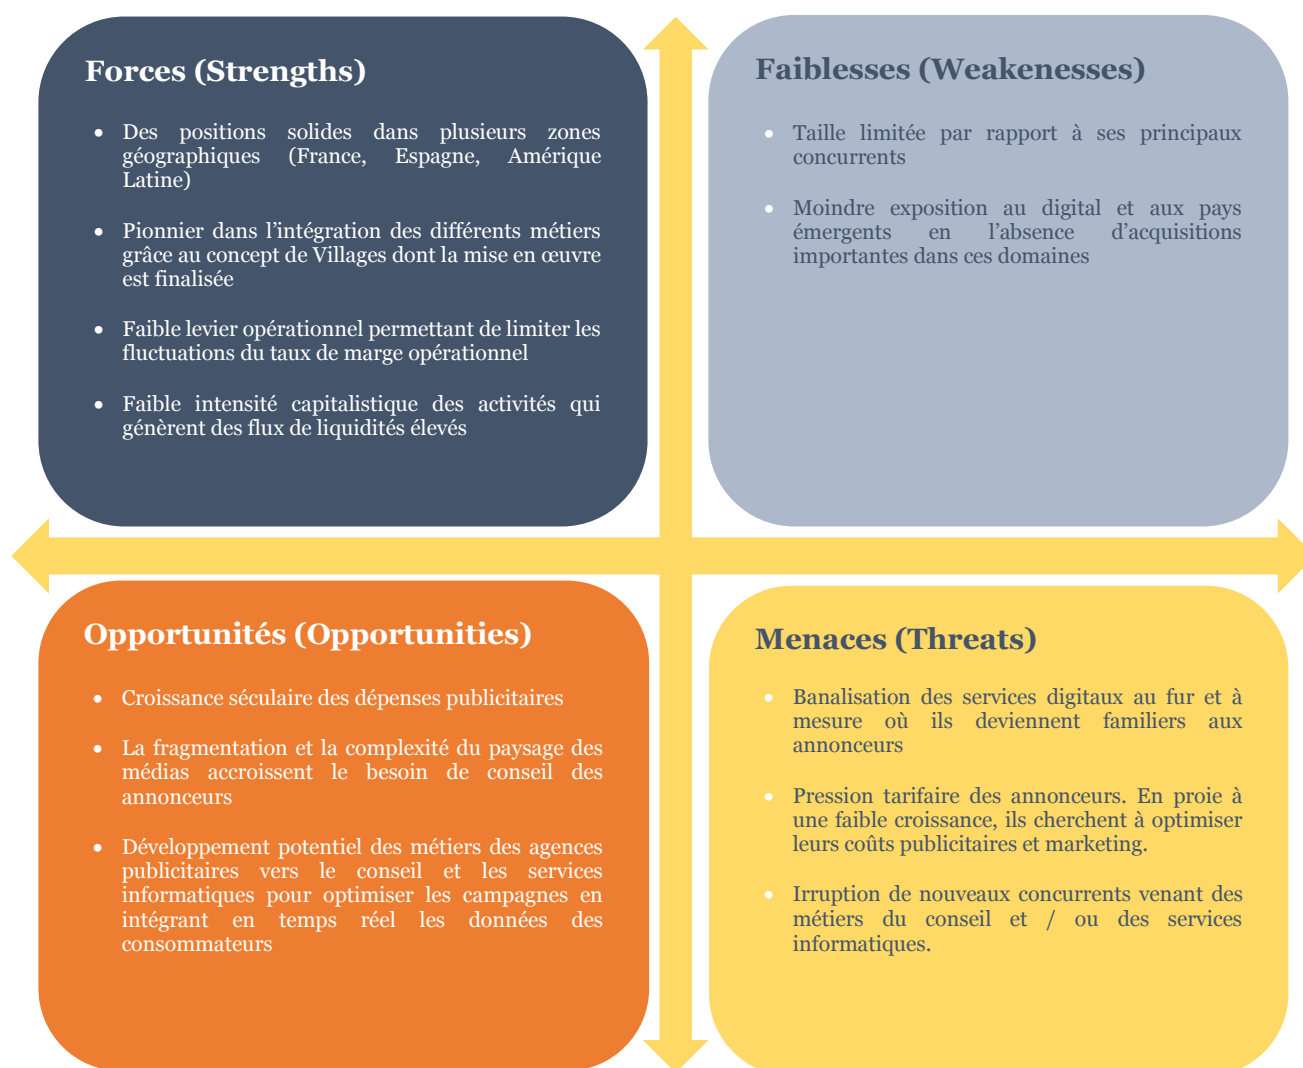 Forces (Strengths)
• Des positions solides dans plusieurs zones
géographiques (France, Espagne, Amérique
Latine)
• Pionnier dans l’intégration des différents métiers
grâce au concept de Villages dont la mise en œuvre
est finalisée
• Faible levier opérationnel permettant de limiter les
fluctuations du taux de marge opérationnel
• Faible intensité capitalistique des activités qui
génèrent des flux de liquidités élevés
Faiblesses (Weakenesses)
• Taille limitée par rapport à ses principaux
concurrents
• Moindre exposition au digital et aux pays
émergents en l’absence d’acquisitions
importantes dans ces domaines
Opportunités (Opportunities)
• Croissance séculaire des dépenses publicitaires
• La fragmentation et la complexité du paysage des
médias accroissent le besoin de conseil des
annonceurs
• Développement potentiel des métiers des agences
publicitaires vers le conseil et les services
informatiques pour optimiser les campagnes en
intégrant en temps réel les données des
consommateurs
Menaces (Threats)
• Banalisation des services digitaux au fur et à
mesure où ils deviennent familiers aux
annonceurs
• Pression tarifaire des annonceurs. En proie à
une faible croissance, ils cherchent à optimiser
leurs coûts publicitaires et marketing.
• Irruption de nouveaux concurrents venant des
métiers du conseil et / ou des services
informatiques.